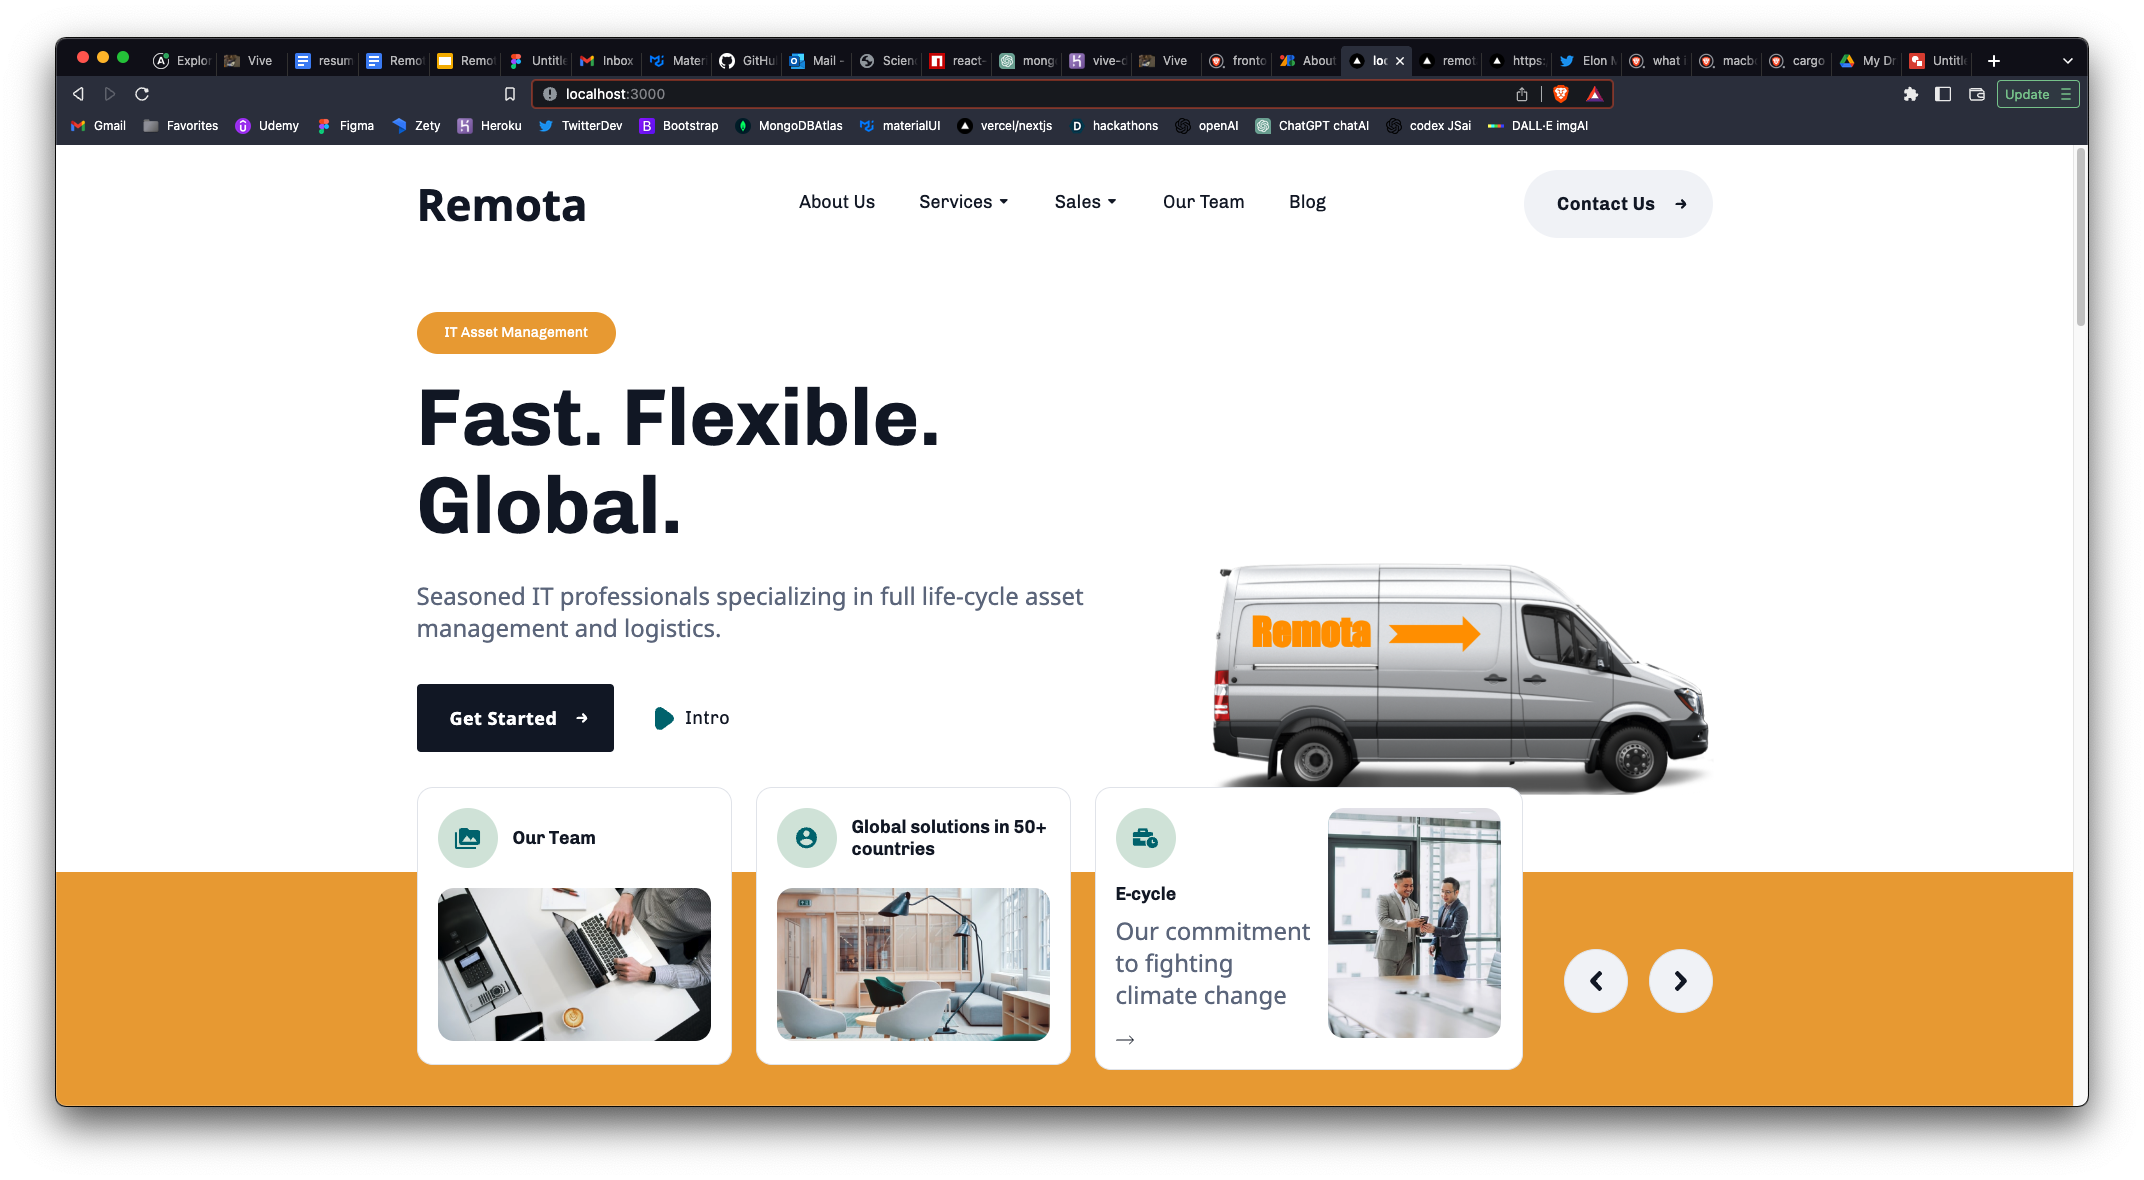 Explor
Vive
resum
Remo
Remo
Untitle
Inbox
Mater
GitHu
Mail -
Scien
react-
mong
vive-d
Vive
fronto
About
loc
remot
https:
Elon M
what i
macb
cargo
My Dr
Untitle
localhost:3000
Update
Gmail
Favorites
Udemy
Figma
Zety
Heroku
TwitterDev
Bootstrap
MongoDBAtlas
materialUI
vercel/nextjs
hackathons
openAI
ChatGPT chatAI
codex JSai
DALL·E imgAI
Remota
About Us
Services
Sales
Our Team
Blog
Contact Us
IT Asset Management
Fast. Flexible.
Global.
Seasoned IT professionals specializing in full life-cycle asset
management and logistics.
Remota
Get Started
Intro
Our Team
Global solutions in 50+
countries
E-cycle
Our commitment
to fighting
climate change